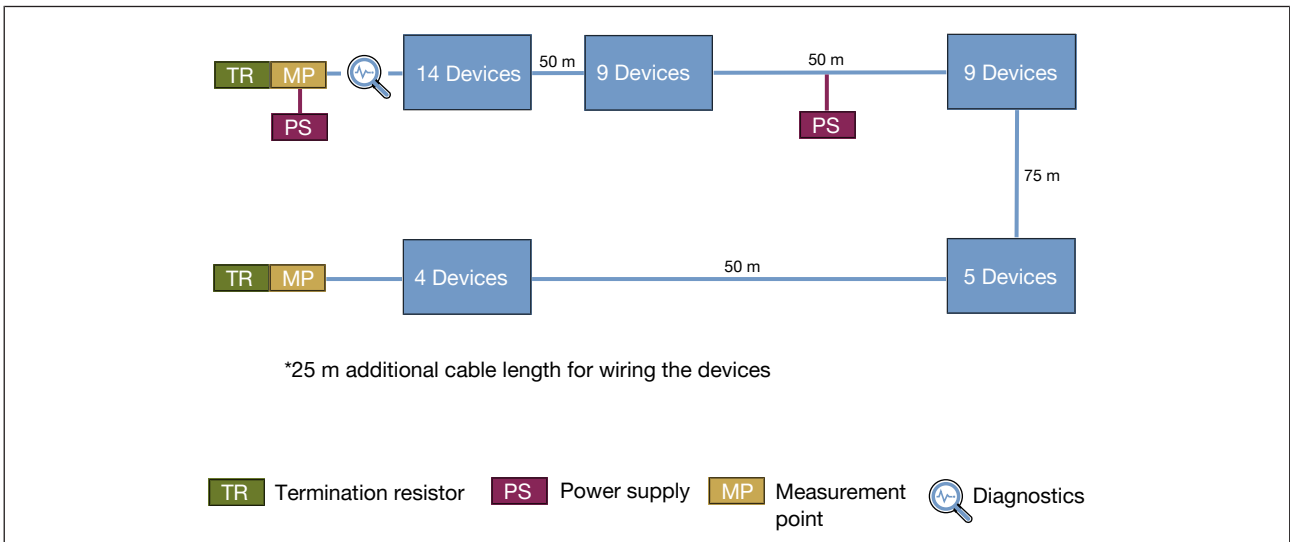 TR MP
14 Devices
50 m
9 Devices
50 m
9 Devices
PS
PS
75 m
TR MP
4 Devices
50 m
5 Devices
*25 m additional cable length for wiring the devices
TR Termination resistor
PS Power supply
MP Measurement
point
Diagnostics